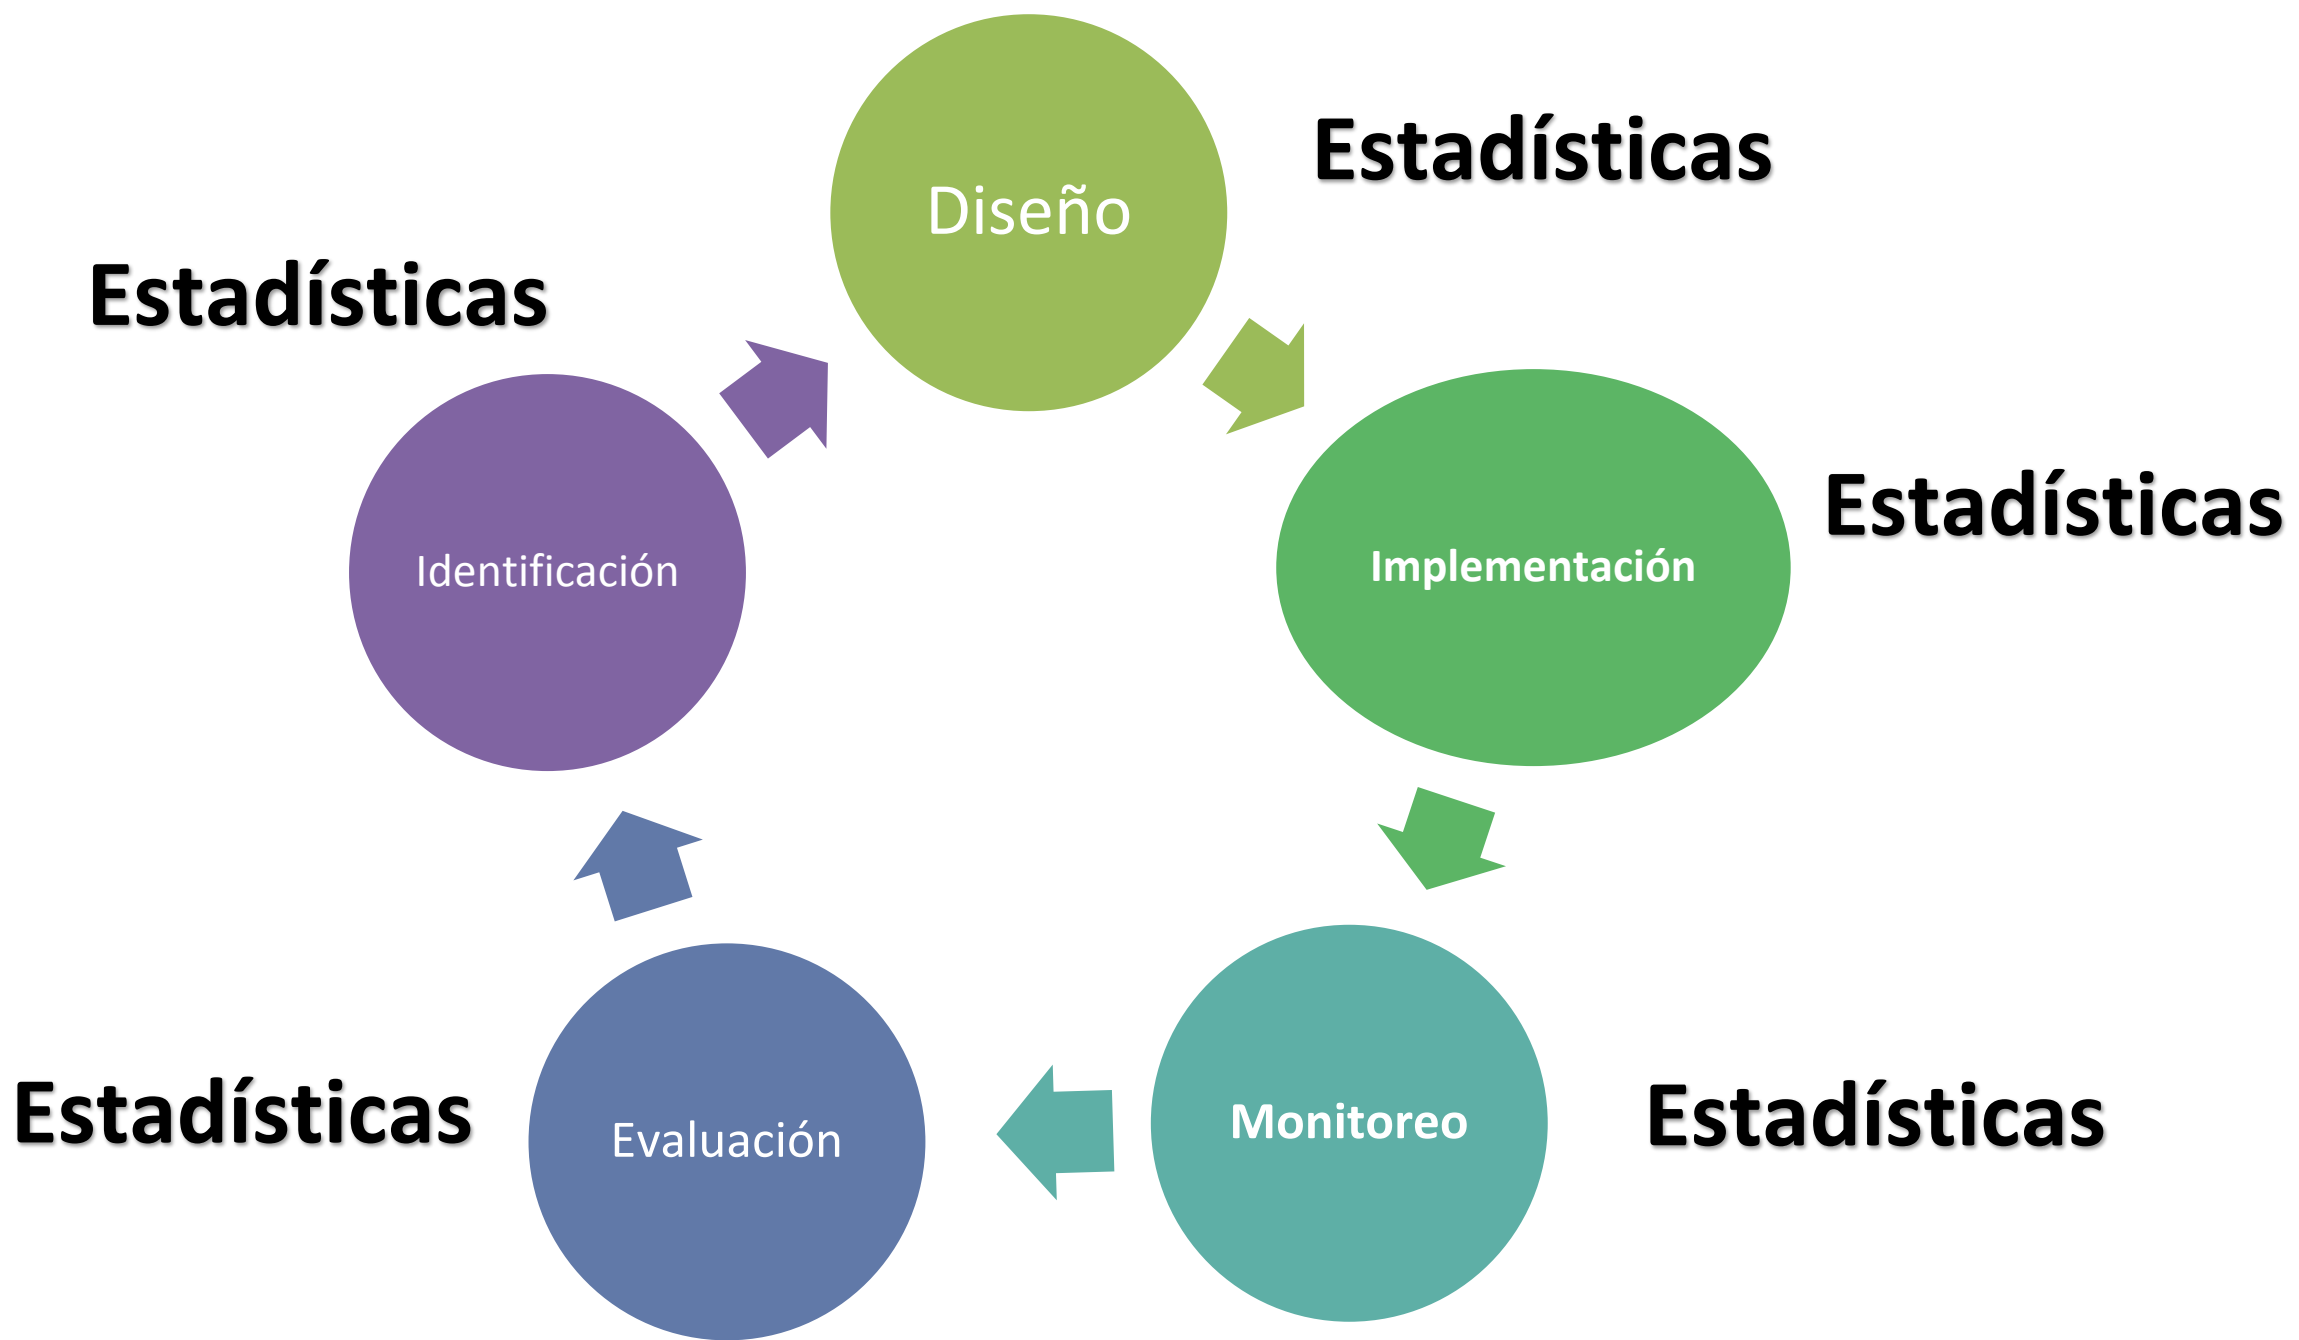 Diseño
Estadísticas
Estadísticas
Estadísticas
Identificación
Implementación
Estadísticas
Evaluación
Monitoreo
Estadísticas